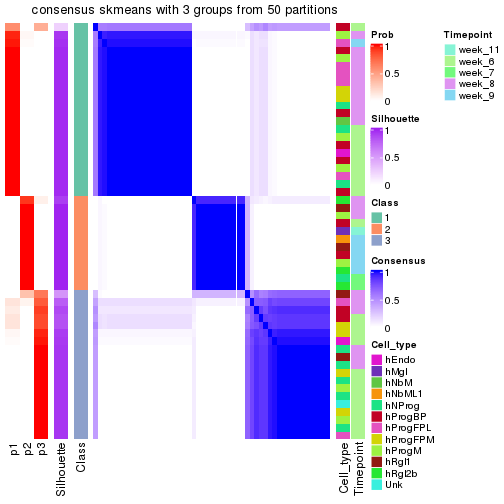 consensus skmeans with 3 groups from 50 partitions
Prob
1
0.5
0
Silhouette
1
0.5
0
Class
1
2
3
Consensus
1
0.5
0
Cell_type
hEndo
hMgl
hNbM
hNbML1
hNProg
hProgBP
hProgFPL
hProgFPM
hProgM
hRgl1
hRgl2b
Unk
Timepoint
week_11
week_6
week_7
week_8
week_9
p1
p2
p3
Silhouette
Class
Cell_type
Timepoint